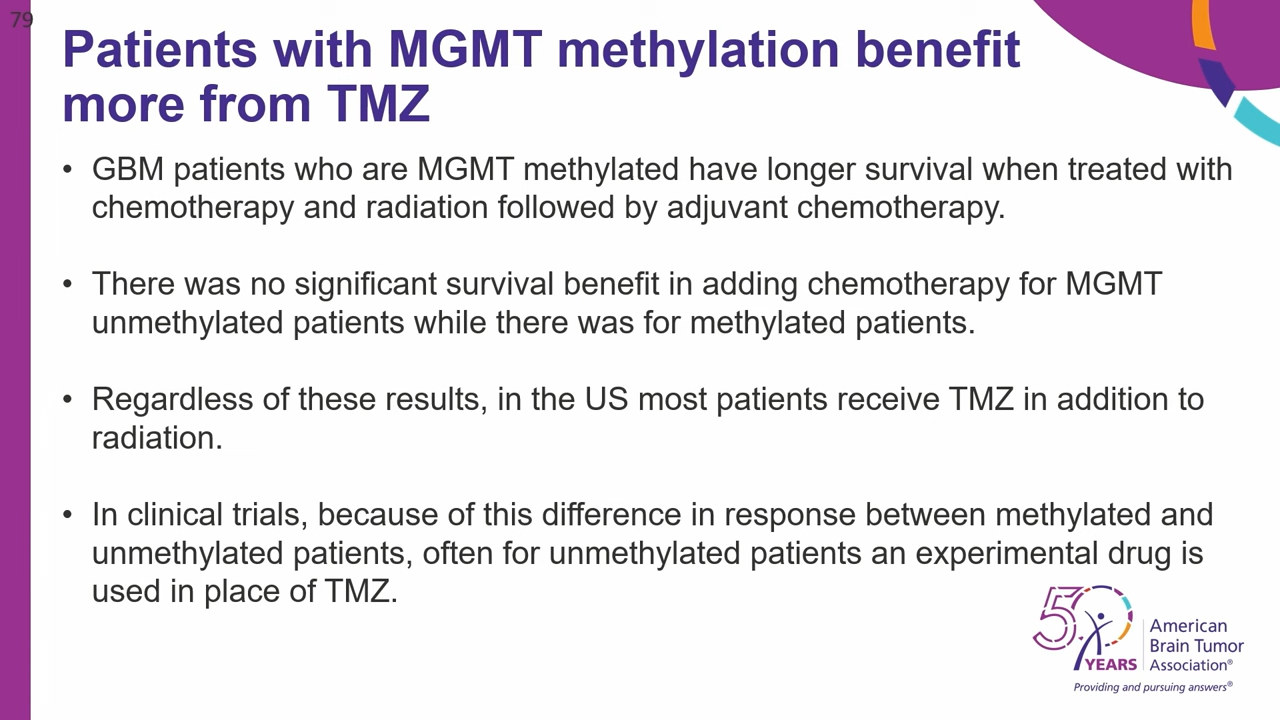 79
Patients with MGMT methylation benefit
more from TMZ
• GBM patients who are MGMT methylated have longer survival when treated with
chemotherapy and radiation followed by adjuvant chemotherapy.
• There was no significant survival benefit in adding chemotherapy for MGMT
unmethylated patients while there was for methylated patients.
• Regardless of these results, in the US most patients receive TMZ in addition to
radiation.
• In clinical trials, because of this difference in response between methylated and
unmethylated patients, often for unmethylated patients an experimental drug is
used in place of TMZ.
50
YEARS
American
Brain Tumor
Association®
Providing and pursuing answers®